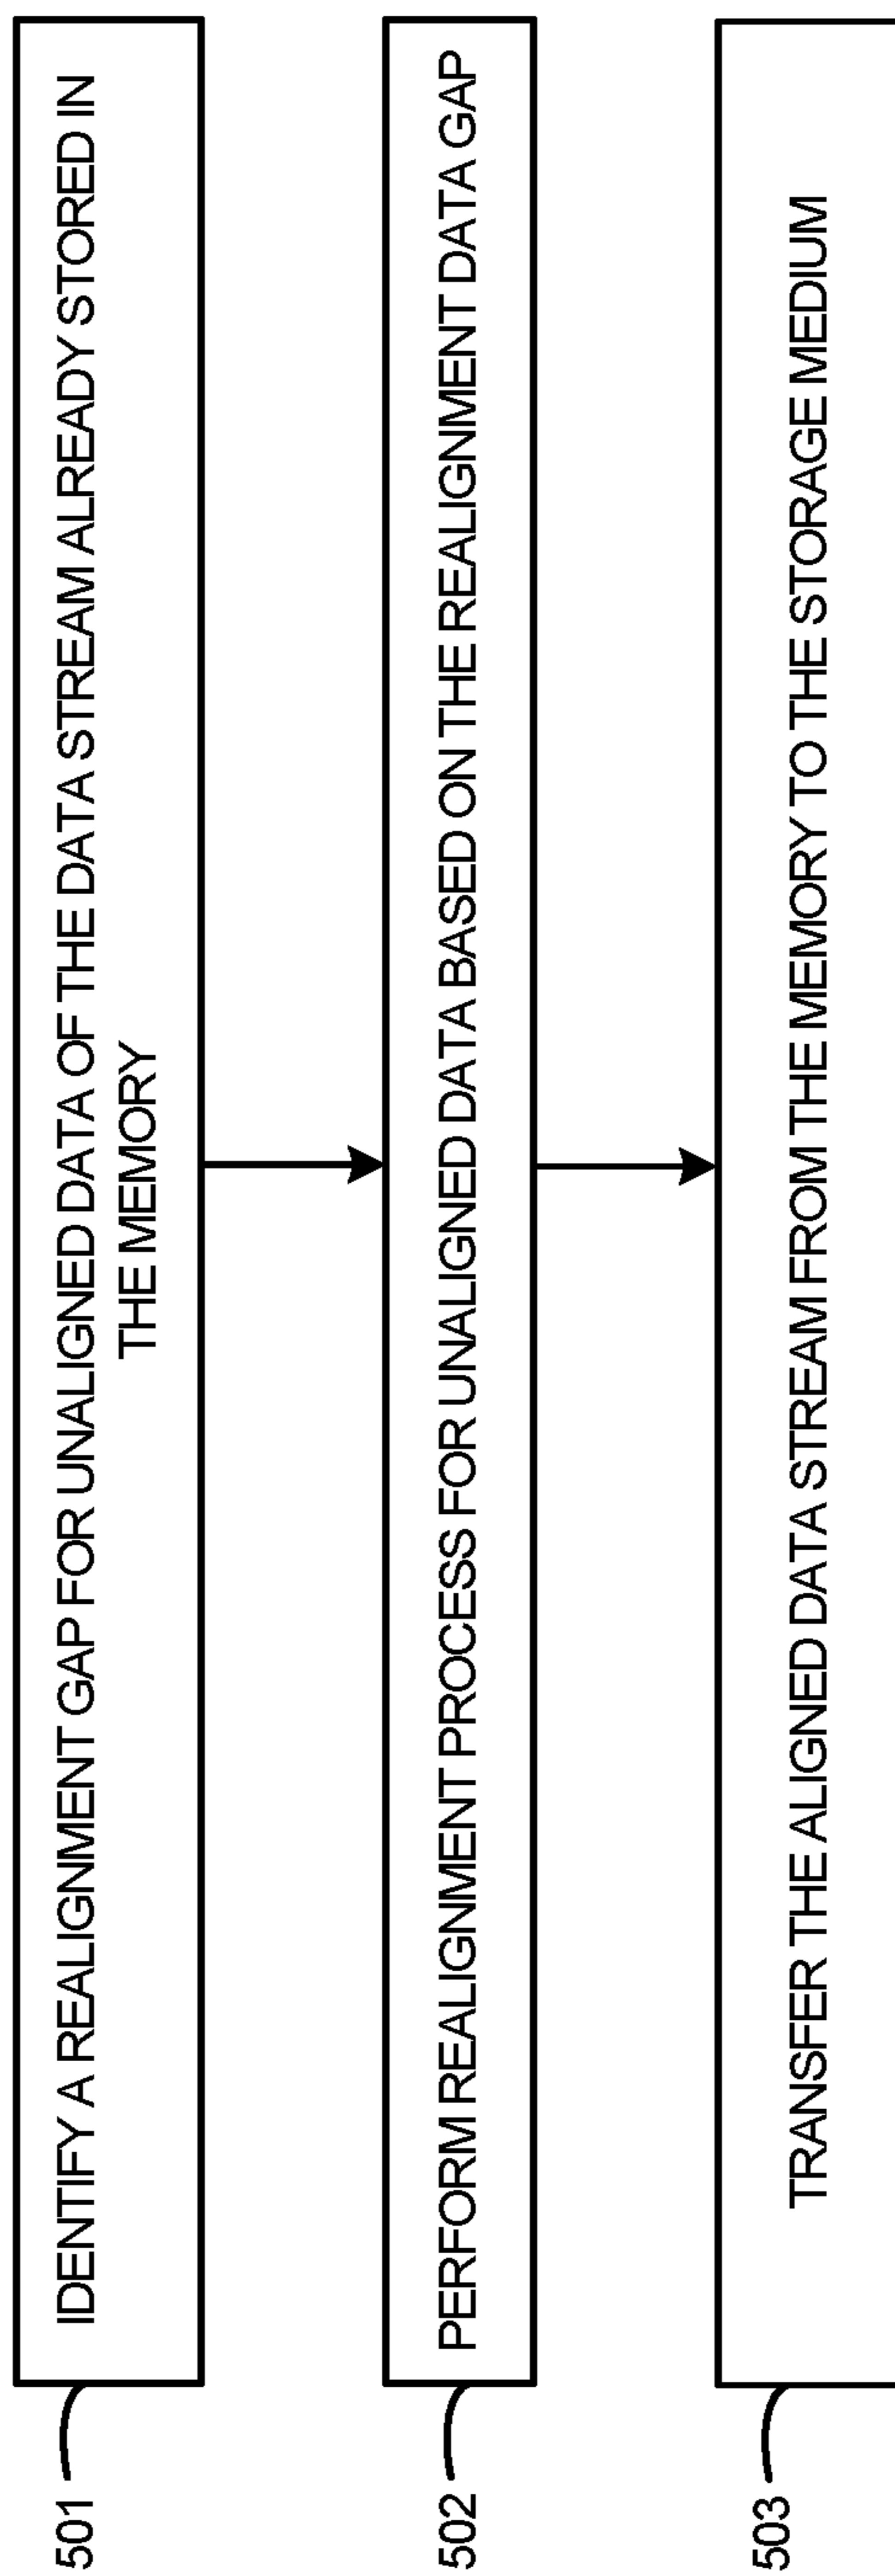 501
IDENTIFY A REALIGNMENT GAP FOR UNALIGNED DATA OF THE DATA STREAM ALREADY STORED IN
THE MEMORY
502
PERFORM REALIGNMENT PROCESS FOR UNALIGNED DATA BASED ON THE REALIGNMENT DATA GAP
503
TRANSFER THE ALIGNED DATA STREAM FROM THE MEMORY TO THE STORAGE MEDIUM